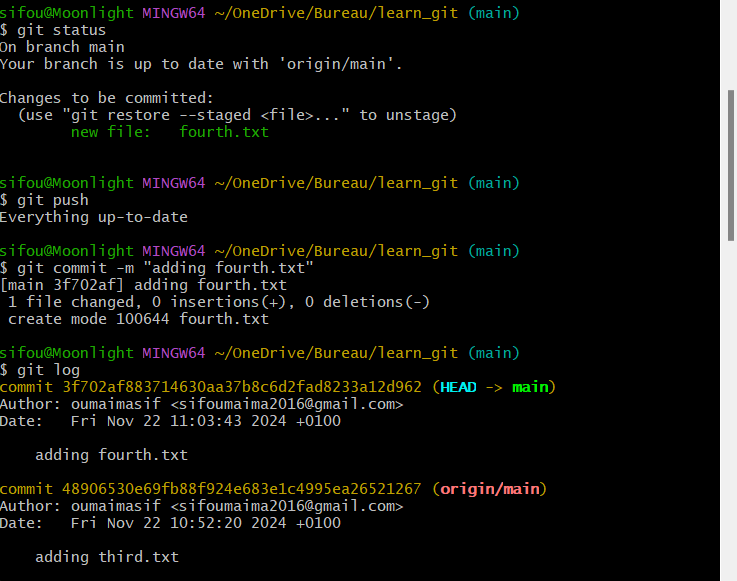 sifou@Moonlight MINGW64 ~/OneDrive/Bureau/learn_git (main)
$ git status
On branch main
Your branch is up to date with 'origin/main'.
Changes to be committed:
  (use "git restore --staged <file>..." to unstage)
        new file:   fourth.txt
sifou@Moonlight MINGW64 ~/OneDrive/Bureau/learn_git (main)
$ git push
Everything up-to-date
sifou@Moonlight MINGW64 ~/OneDrive/Bureau/learn_git (main)
$ git commit -m "adding fourth.txt"
[main 3f702af] adding fourth.txt
 1 file changed, 0 insertions(+), 0 deletions(-)
 create mode 100644 fourth.txt
sifou@Moonlight MINGW64 ~/OneDrive/Bureau/learn_git (main)
$ git log
commit 3f702af883714630aa37b8c6d2fad8233a12d962 (HEAD -> main)
Author: oumaimasif <sifoumaima2016@gmail.com>
Date:   Fri Nov 22 11:03:43 2024 +0100
    adding fourth.txt
commit 48906530e69fb88f924e683e1c4995ea26521267 (origin/main)
Author: oumaimasif <sifoumaima2016@gmail.com>
Date:   Fri Nov 22 10:52:20 2024 +0100
    adding third.txt